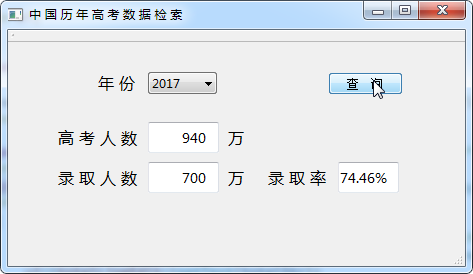 中国历年高考数据检索
年份 2017 查 询
高考人数 940 万
录取人数 700 万 录取率 74.46%